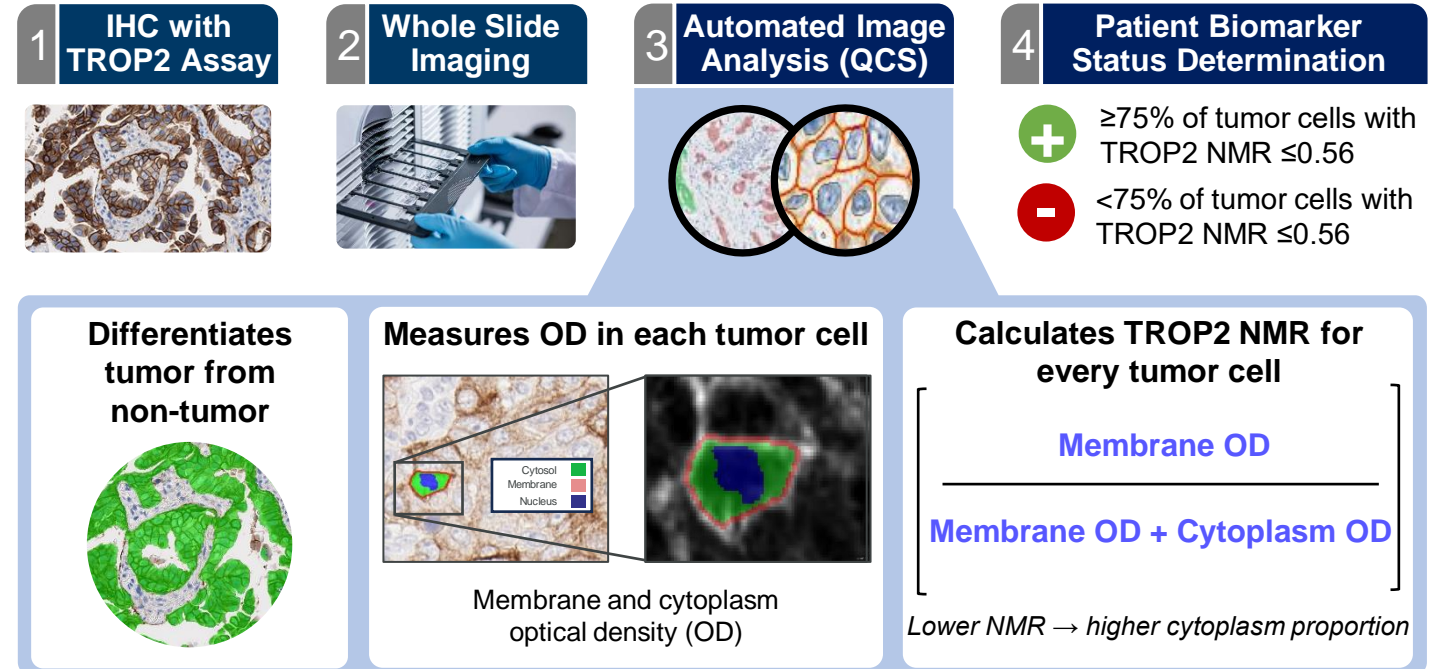 1
IHC with
TROP2 Assay
2
Whole Slide
Imaging
3
Automated Image
Analysis (QCS)
4
Patient Biomarker
Status Determination
+
≥75% of tumor cells with
TROP2 NMR ≤0.56
-
<75% of tumor cells with
TROP2 NMR ≤0.56
Differentiates
tumor from
non-tumor
Measures OD in each tumor cell
Cytosol
Membrane
Nucleus
Membrane and cytoplasm
optical density (OD)
Calculates TROP2 NMR for
every tumor cell
Membrane OD
Membrane OD + Cytoplasm OD
Lower NMR → higher cytoplasm proportion